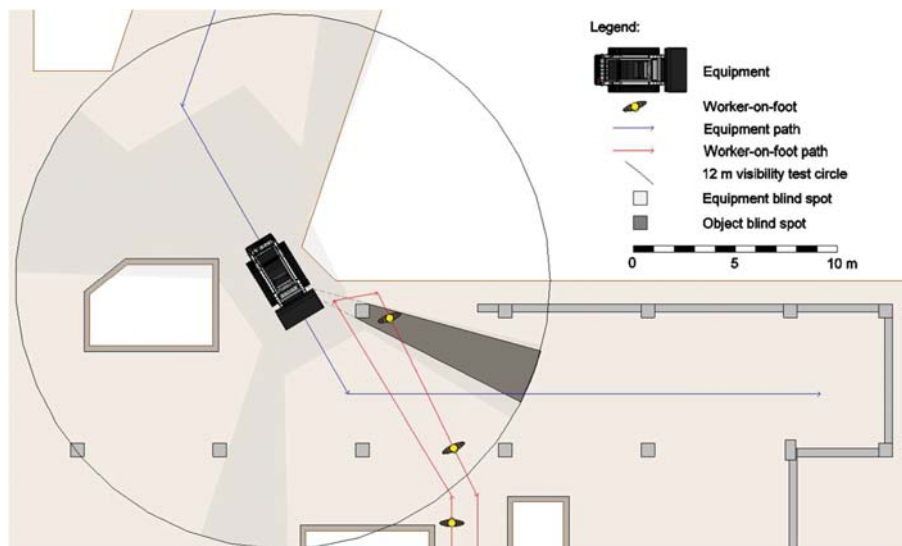 Legend:
Equipment
Worker-on-foot
Equipment path
Worker-on-foot path
12 m visibility test circle
Equipment blind spot
Object blind spot
0 5 10 m